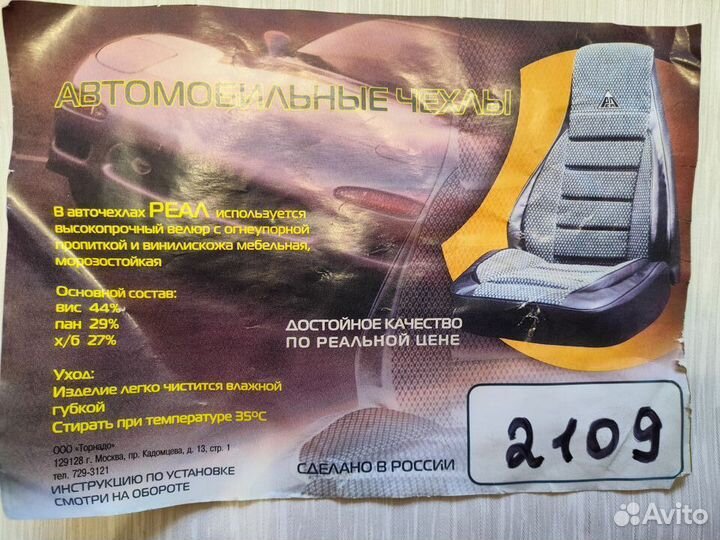 АВТОМОБИЛЬНЫЕ ЧЕХЛЫ
В авточехлах РЕАЛ используется
высокопрочный велюр с огнеупорной
пропиткой и винилискожа мебельная,
морозостойкая
Основной состав:
вис 44%
пан 29%
х/б 27%
ДОСТОЙНОЕ КАЧЕСТВО
ПО РЕАЛЬНОЙ ЦЕНЕ
Уход:
Изделие легко чистится влажной
губкой
Стирать при температуре 35°С
ООО «Торнадо»
129128 г. Москва, пр. Кадомцева, д. 13, стр. 1
тел. 729-3121
ИНСТРУКЦИЮ ПО УСТАНОВКЕ
СМОТРИ НА ОБОРОТЕ
СДЕЛАНО В РОССИИ
2109
Avito